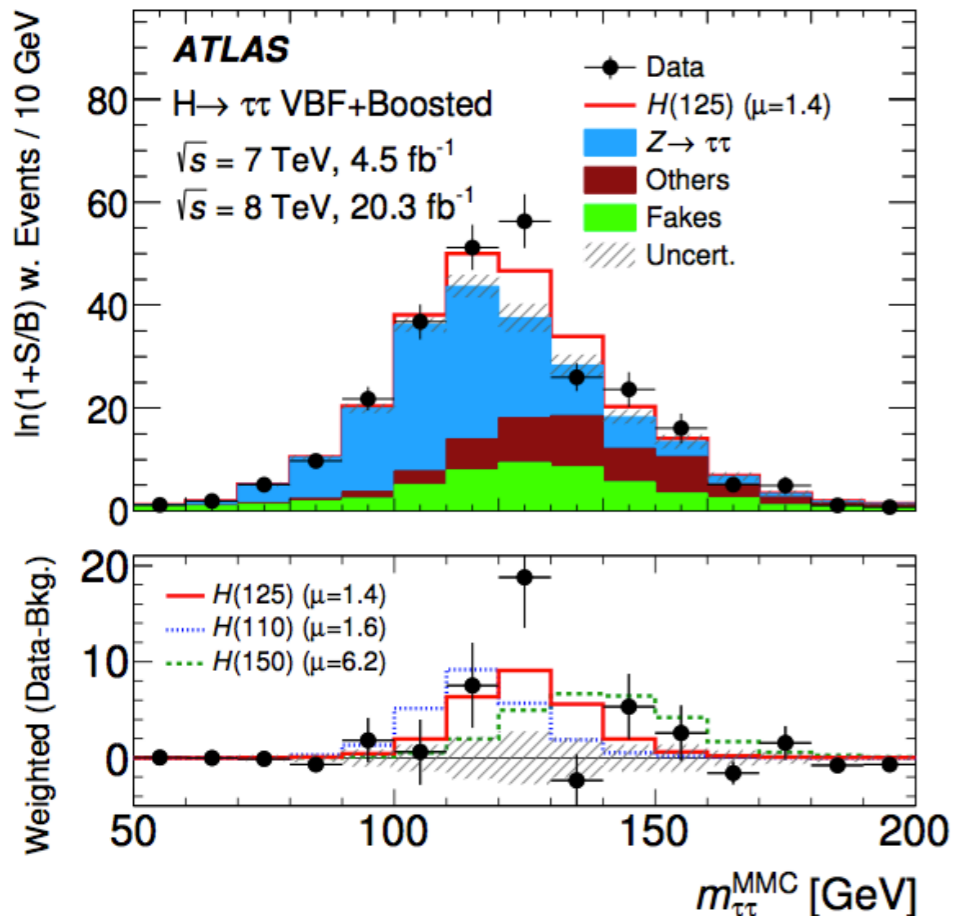 ln(1+S/B) w. Events / 10 GeV
80
60
40
20
0
ATLAS
H→ ττ VBF+Boosted
√s = 7 TeV, 4.5 fb⁻¹
√s = 8 TeV, 20.3 fb⁻¹
Data
H(125) (μ=1.4)
Z→ ττ
Others
Fakes
Uncert.
Weighted (Data-Bkg.)
20
10
0
H(125) (μ=1.4)
H(110) (μ=1.6)
H(150) (μ=6.2)
50 100 150 200
mττ^MMC [GeV]